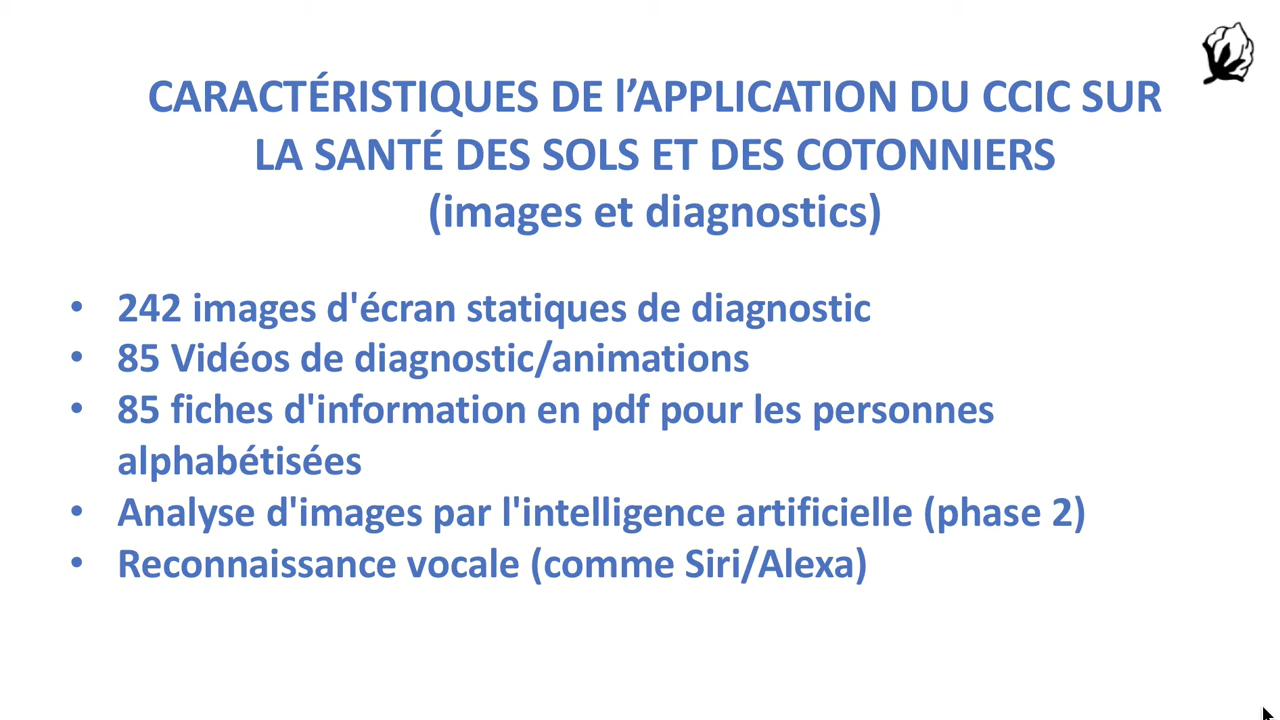 CARACTÉRISTIQUES DE l’APPLICATION DU CCIC SUR
LA SANTÉ DES SOLS ET DES COTONNIERS
(images et diagnostics)
• 242 images d'écran statiques de diagnostic
• 85 Vidéos de diagnostic/animations
• 85 fiches d'information en pdf pour les personnes
alphabétisées
• Analyse d'images par l'intelligence artificielle (phase 2)
• Reconnaissance vocale (comme Siri/Alexa)